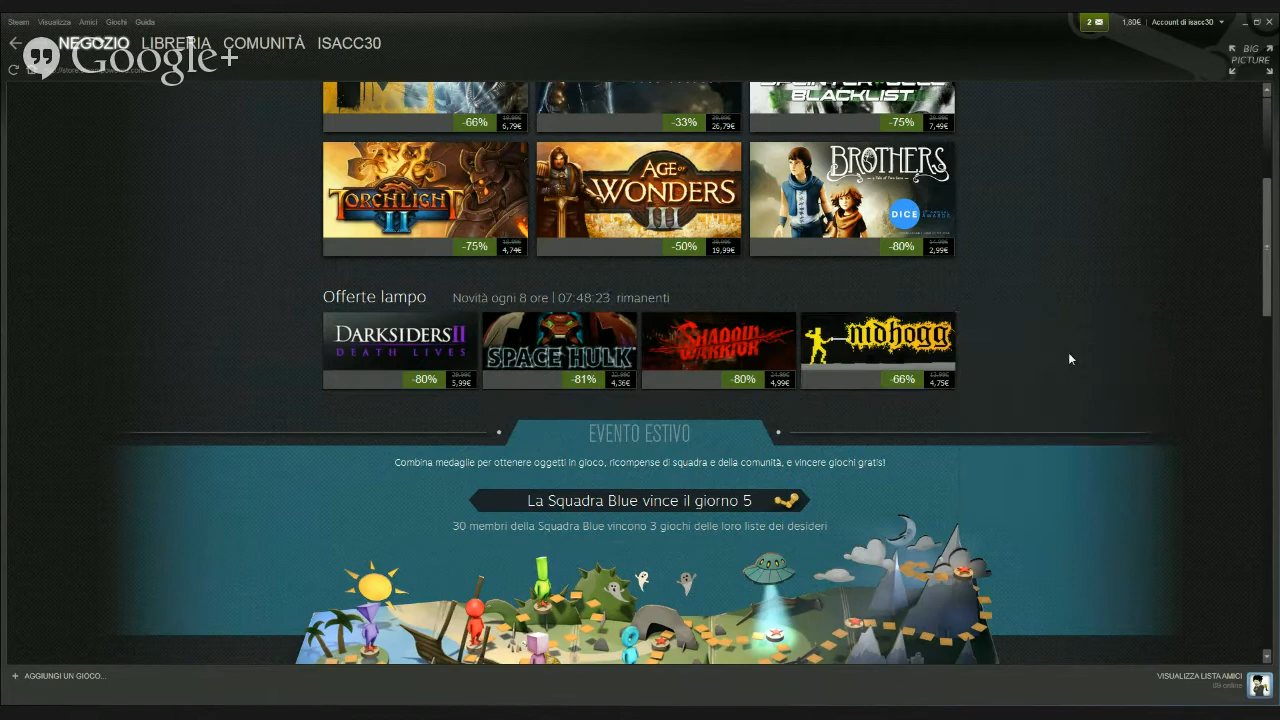 Steam Visualizza Amici Giochi Guida
2
1,80€ Account di isacc30
NEGOZIO LIBRERIA COMUNITÀ ISACC30
Google+
BIG PICTURE
BLACKLIST
-66% 6,79€
-33% 26,79€
-75% 7,49€
TORCHLIGHT II
AGE OF WONDERS III
BROTHERS
DICE
-75% 4,74€
-50% 19,99€
-80% 2,99€
Offerte lampo Novità ogni 8 ore | 07:48:23 rimanenti
DARKSIDERS II
DEATH LIVES
SPACE HULK
SHADOW WARRIOR
nidhogg
-80% 5,99€
-81% 4,36€
-80% 4,99€
-66% 4,75€
EVENTO ESTIVO
Combina medaglie per ottenere oggetti in gioco, ricompense di squadra e della comunità, e vincere giochi gratis!
La Squadra Blue vince il giorno 5
30 membri della Squadra Blue vincono 3 giochi delle loro liste dei desideri
+ AGGIUNGI UN GIOCO...
VISUALIZZA LISTA AMICI